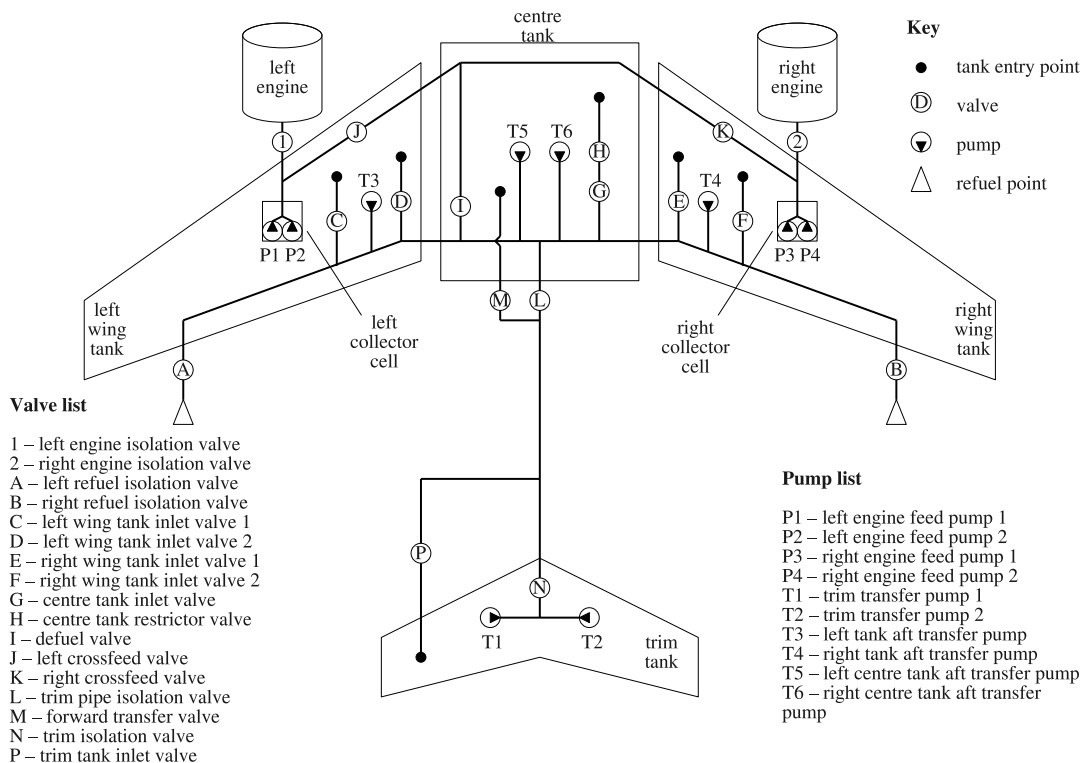 centre
tank
left
engine
right
engine
Key
tank entry point
D
valve
pump
refuel point
1
J
K
2
T5
T6
H
G
C
T3
D
I
E
T4
F
P1 P2
P3 P4
M
L
left
wing
tank
left
collector
cell
right
collector
cell
right
wing
tank
A
B
Valve list
1 – left engine isolation valve
2 – right engine isolation valve
A – left refuel isolation valve
B – right refuel isolation valve
C – left wing tank inlet valve 1
D – left wing tank inlet valve 2
E – right wing tank inlet valve 1
F – right wing tank inlet valve 2
G – centre tank inlet valve
H – centre tank restrictor valve
I – defuel valve
J – left crossfeed valve
K – right crossfeed valve
L – trim pipe isolation valve
M – forward transfer valve
N – trim isolation valve
P – trim tank inlet valve
P
N
T1
T2
trim
tank
Pump list
P1 – left engine feed pump 1
P2 – left engine feed pump 2
P3 – right engine feed pump 1
P4 – right engine feed pump 2
T1 – trim transfer pump 1
T2 – trim transfer pump 2
T3 – left tank aft transfer pump
T4 – right tank aft transfer pump
T5 – left centre tank aft transfer pump
T6 – right centre tank aft transfer
pump